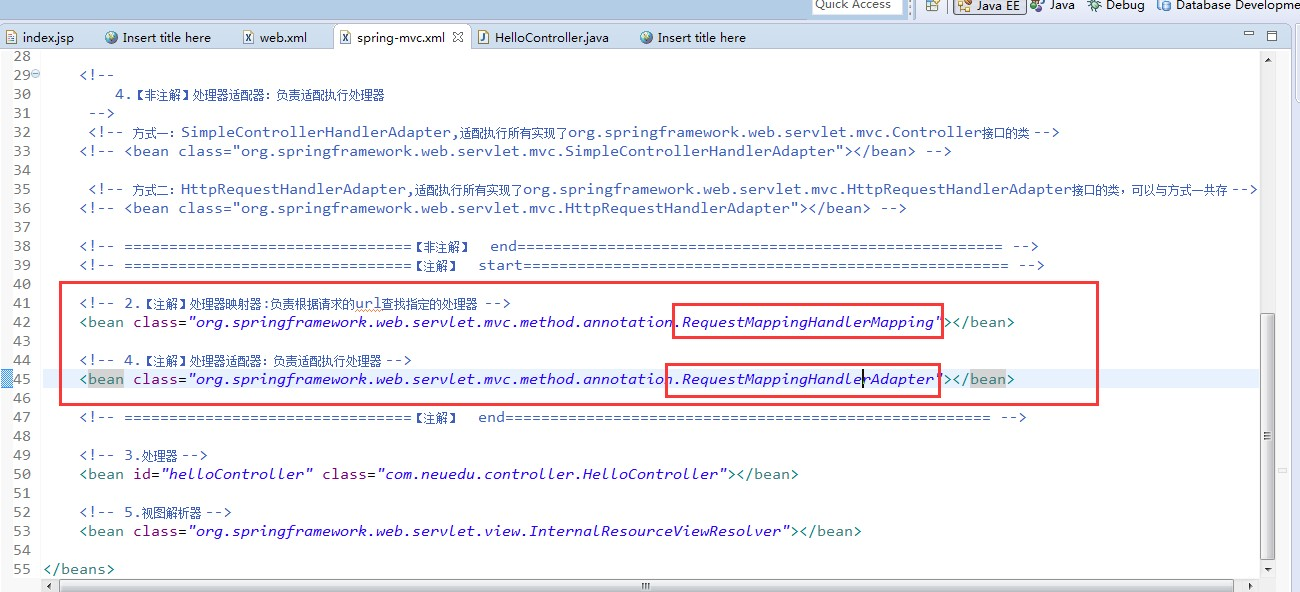 Quick Access
Java EE
Java
Debug
Database Developme
index.jsp
Insert title here
web.xml
spring-mvc.xml
HelloController.java
Insert title here
28
29 <!--
30 4.【非注解】处理器适配器：负责适配执行处理器
31 -->
32 <!-- 方式一：SimpleControllerHandlerAdapter,适配执行所有实现了org.springframework.web.servlet.mvc.Controller接口的类 -->
33 <!-- <bean class="org.springframework.web.servlet.mvc.SimpleControllerHandlerAdapter"></bean> -->
34
35 <!-- 方式二：HttpRequestHandlerAdapter,适配执行所有实现了org.springframework.web.servlet.mvc.HttpRequestHandlerAdapter接口的类，可以与方式一共存 -->
36 <!-- <bean class="org.springframework.web.servlet.mvc.HttpRequestHandlerAdapter"></bean> -->
37
38 <!-- ================================【非注解】 end====================================================== -->
39 <!-- ================================【注解】 start====================================================== -->
40
41 <!-- 2.【注解】处理器映射器:负责根据请求的url查找指定的处理器 -->
42 <bean class="org.springframework.web.servlet.mvc.method.annotation.RequestMappingHandlerMapping"></bean>
43
44 <!-- 4.【注解】处理器适配器：负责适配执行处理器 -->
45 <bean class="org.springframework.web.servlet.mvc.method.annotation.RequestMappingHandlerAdapter"></bean>
46
47 <!-- ================================【注解】 end====================================================== -->
48
49 <!-- 3.处理器 -->
50 <bean id="helloController" class="com.neuedu.controller.HelloController"></bean>
51
52 <!-- 5.视图解析器 -->
53 <bean class="org.springframework.web.servlet.view.InternalResourceViewResolver"></bean>
54
55 </beans>